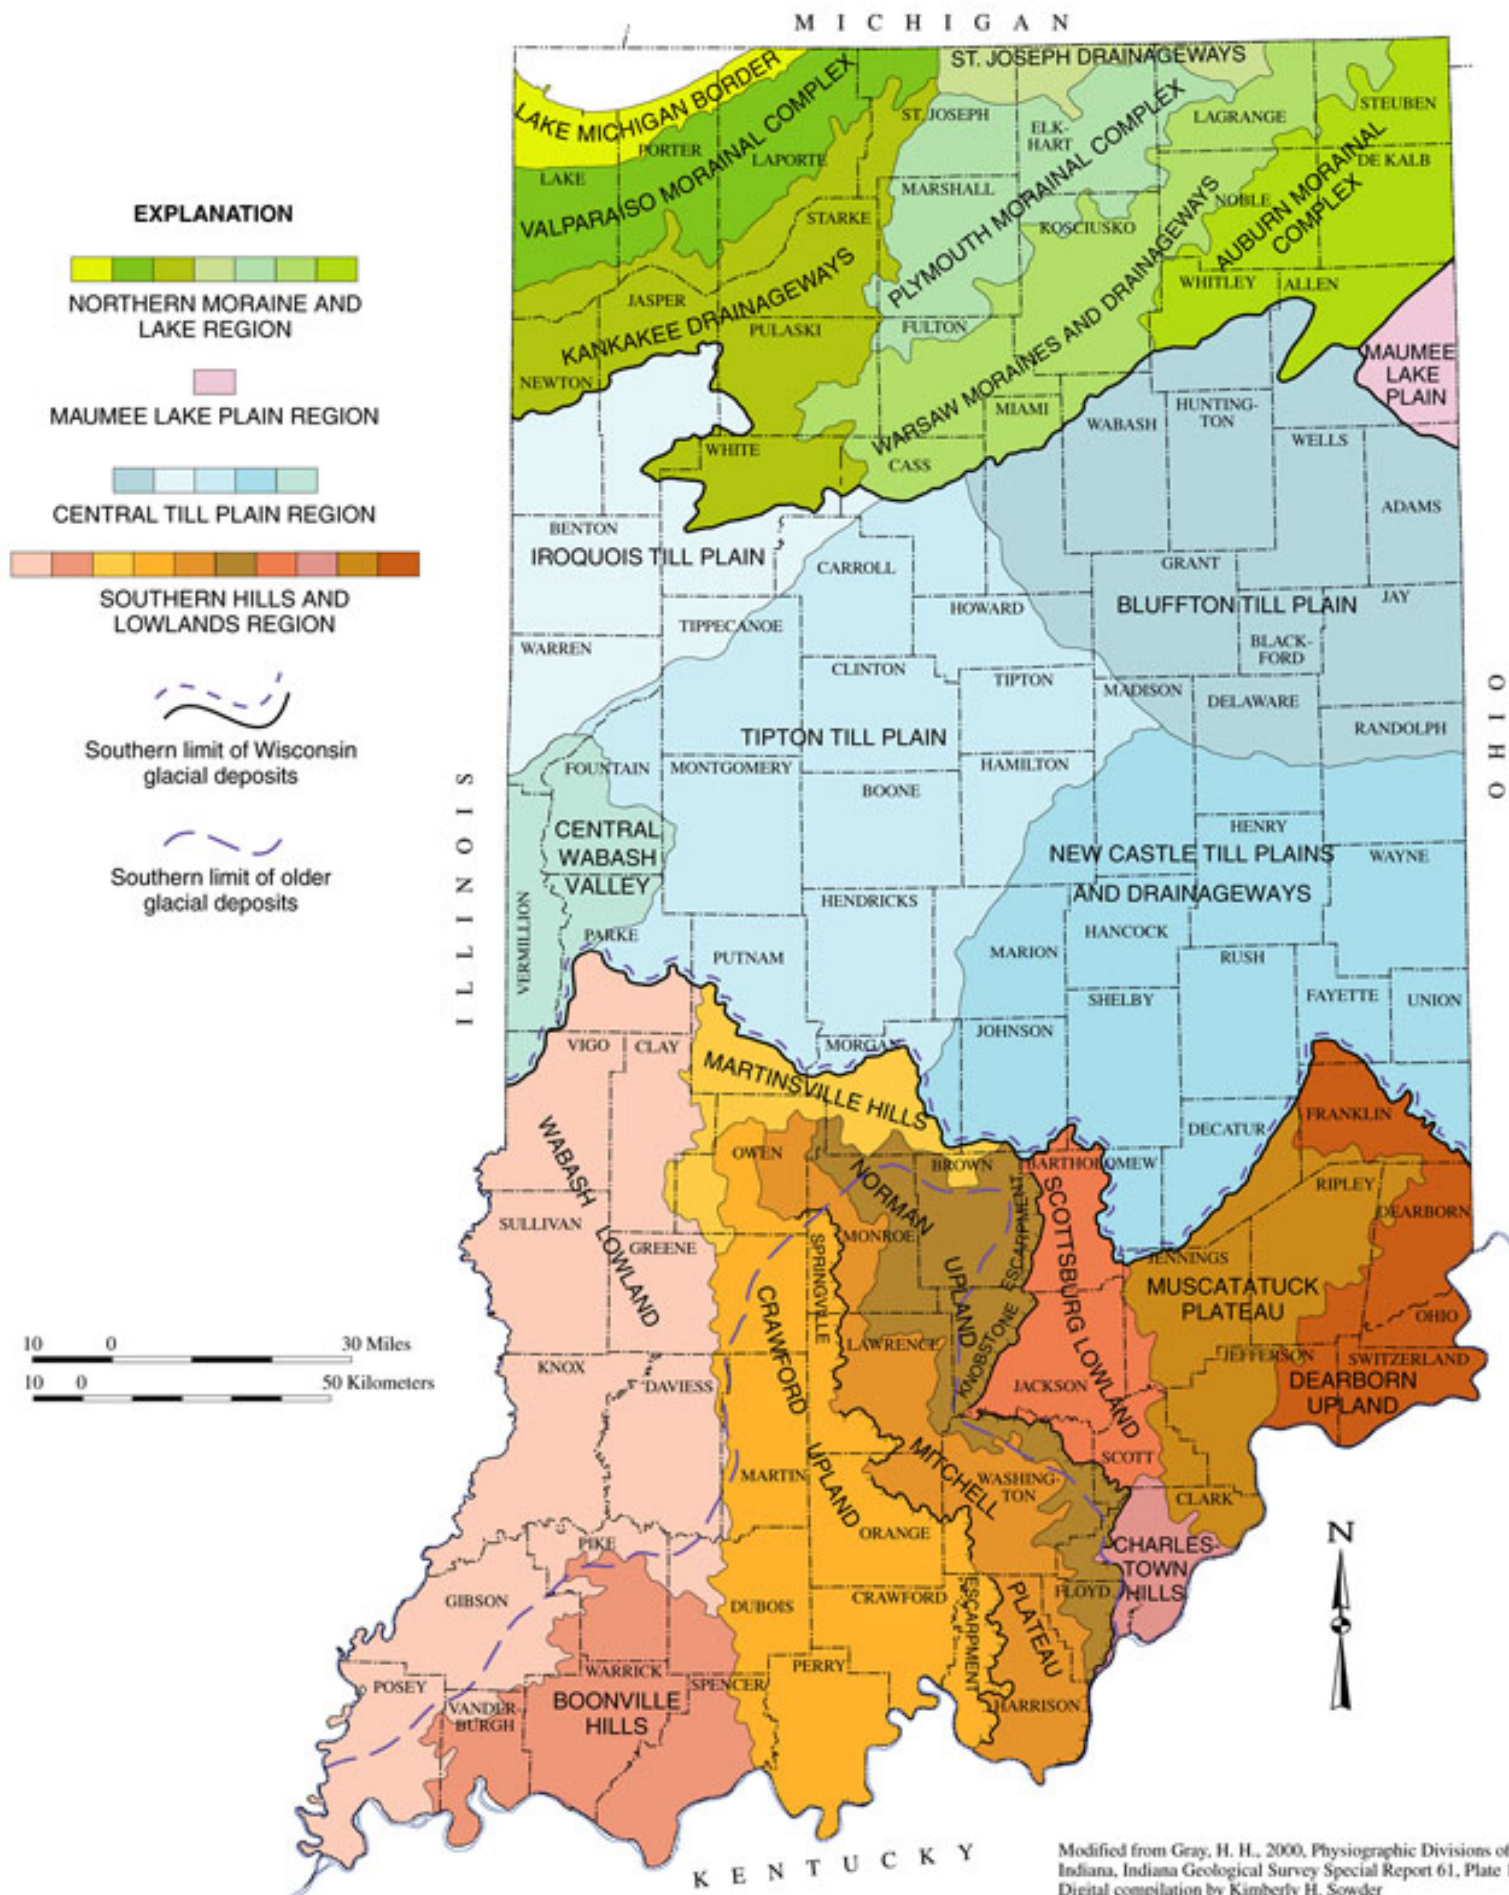 MICHIGAN
ST. JOSEPH DRAINAGEWAYS
LAKE MICHIGAN BORDER
VALPARAISO MORAINAL COMPLEX
PLYMOUTH MORAINAL COMPLEX
STEUBEN
LAGRANGE
ST. JOSEPH
ELK-
HART
PORTER
LAPORTE
LAKE
DE KALB
MARSHALL
NOBLE
AUBURN MORAINAL
COMPLEX
STARKE
KOSCIUSKO
WARSAW MORAINES AND DRAINAGEWAYS
KANKAKEE DRAINAGEWAYS
WHITLEY
ALLEN
JASPER
PULASKI
FULTON
NEWTON
MAUMEE
LAKE
PLAIN
MIAMI
WABASH
HUNTING-
TON
WELLS
WHITE
CASS
ADAMS
EXPLANATION
NORTHERN MORAINE AND
LAKE REGION
MAUMEE LAKE PLAIN REGION
CENTRAL TILL PLAIN REGION
SOUTHERN HILLS AND
LOWLANDS REGION
Southern limit of Wisconsin
glacial deposits
Southern limit of older
glacial deposits
BENTON
IROQUOIS TILL PLAIN
CARROLL
GRANT
HOWARD
BLUFFTON TILL PLAIN
JAY
TIPPECANOE
WARREN
BLACK-
FORD
CLINTON
TIPTON
MADISON
DELAWARE
RANDOLPH
OHIO
TIPTON TILL PLAIN
FOUNTAIN
MONTGOMERY
HAMILTON
BOONE
ILLINOIS
CENTRAL
WABASH
VALLEY
HENRY
NEW CASTLE TILL PLAINS
AND DRAINAGEWAYS
WAYNE
HENDRICKS
VERMILLION
PARKE
PUTNAM
MARION
HANCOCK
RUSH
SHELBY
FAYETTE
UNION
JOHNSON
VIGO
CLAY
MORGAN
MARTINSVILLE HILLS
FRANKLIN
DECATUR
WABASH
LOWLAND
OWEN
BROWN
BARTHOLOMEW
NORMAN
UPLAND
RIPLEY
DEARBORN
SULLIVAN
GREENE
MONROE
SPRINGVILLE
ESCARPMENT
KNOBSTONE
ESCARPMENT
SCOTTSBURG LOWLAND
JENNINGS
MUSCATATUCK
PLATEAU
OHIO
CRAWFORD
UPLAND
LAWRENCE
JEFFERSON
SWITZERLAND
DEARBORN
UPLAND
10 0 30 Miles
10 0 50 Kilometers
KNOX
DAVIESS
JACKSON
SCOTT
MARTIN
MITCHELL
PLATEAU
WASHING-
TON
CLARK
ORANGE
CHARLES-
TOWN
HILLS
PIKE
GIBSON
DUBOIS
CRAWFORD
FLOYD
N
POSEY
WARRICK
SPENCER
PERRY
VANDER-
BURGH
BOONVILLE
HILLS
HARRISON
KENTUCKY
Modified from Gray, H. H., 2000, Physiographic Divisions of
Indiana, Indiana Geological Survey Special Report 61, Plate
Digital compilation by Kimberly H. Sowder